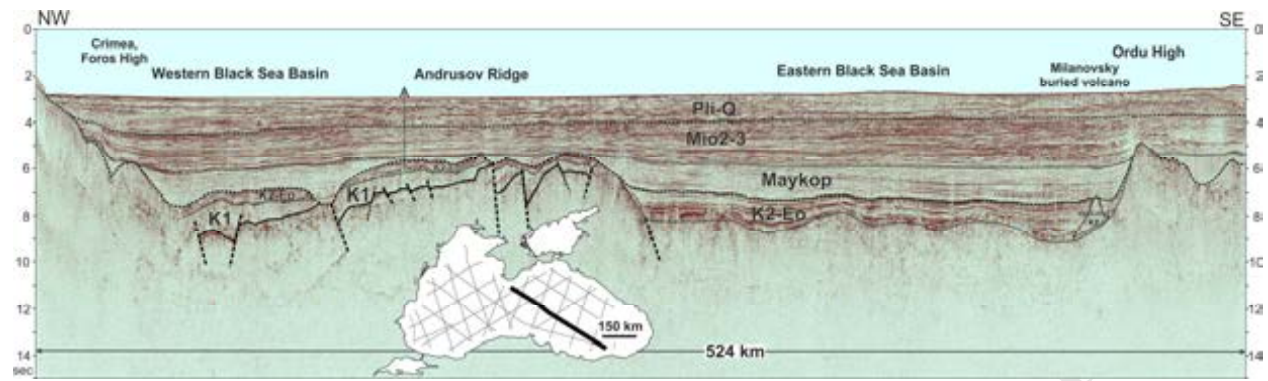 NW
SE
0
2
4
6
8
10
12
14
sec
Crimea,
Foros High
Western Black Sea Basin
Andrusov Ridge
Eastern Black Sea Basin
Milanovsky
buried volcano
Ordu High
Pli-Q
Mio2-3
Maykop
K2-Eo
K2-Eo
K1
K1
150 km
524 km
0
2
4
6
8
10
12
14